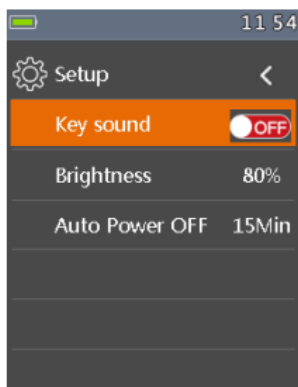 11 54
Setup
Key sound OFF
Brightness 80%
Auto Power OFF 15Min